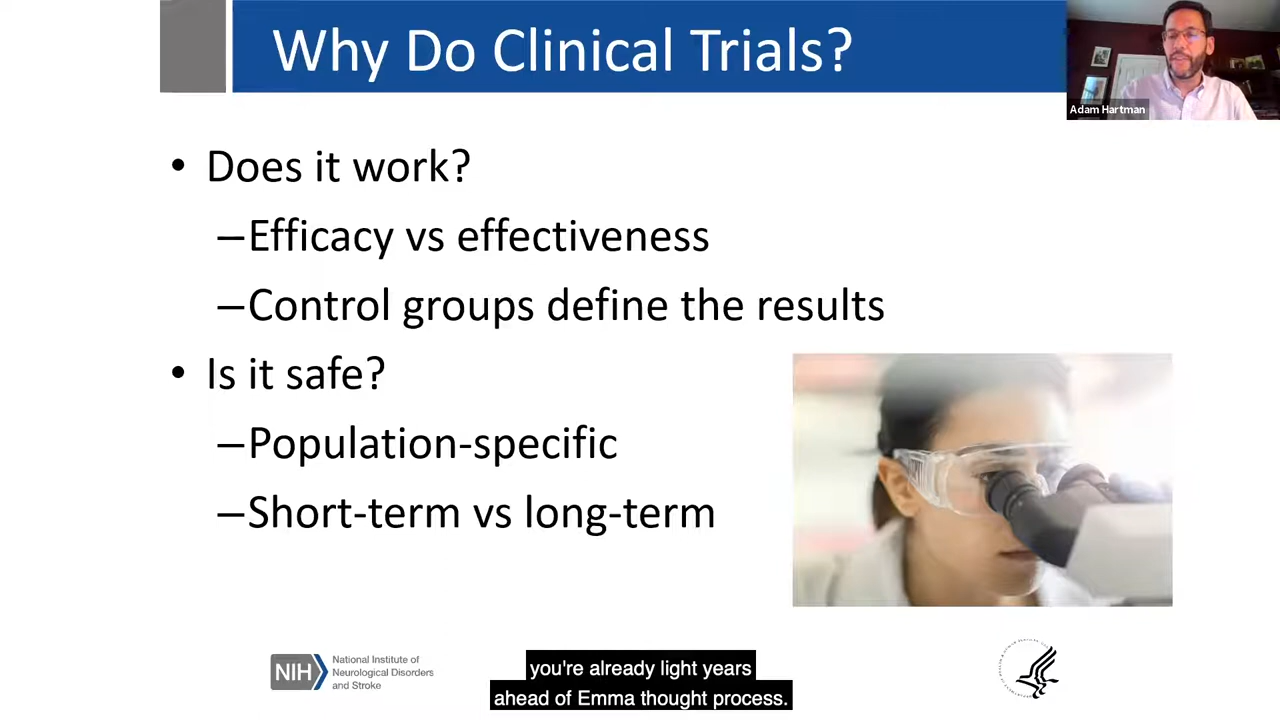 Why Do Clinical Trials?
Adam Hartman
• Does it work?
–Efficacy vs effectiveness
–Control groups define the results
• Is it safe?
–Population-specific
–Short-term vs long-term
NIH
National Institute of
Neurological Disorders
and Stroke
you're already light years
ahead of Emma thought process.